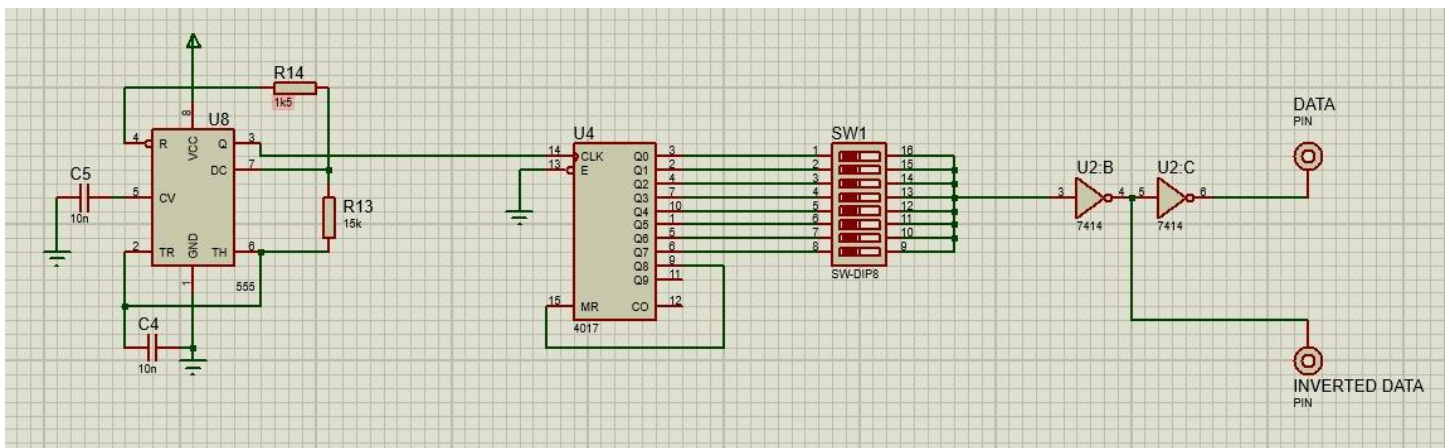 R14
1k5
U8
8
4
R
VCC
Q
3
DC
7
C5
10n
5
CV
R13
15k
2
TR
GND
TH
6
1
555
C4
10n
U4
14
CLK
13
E
Q0
3
Q1
2
Q2
4
Q3
7
Q4
10
Q5
1
Q6
5
Q7
6
Q8
9
Q9
11
15
MR
CO
12
4017
SW1
1
16
2
15
3
14
4
13
5
12
6
11
7
10
8
9
SW-DIP8
U2:B
3
4
7414
U2:C
5
6
7414
DATA
PIN
INVERTED DATA
PIN